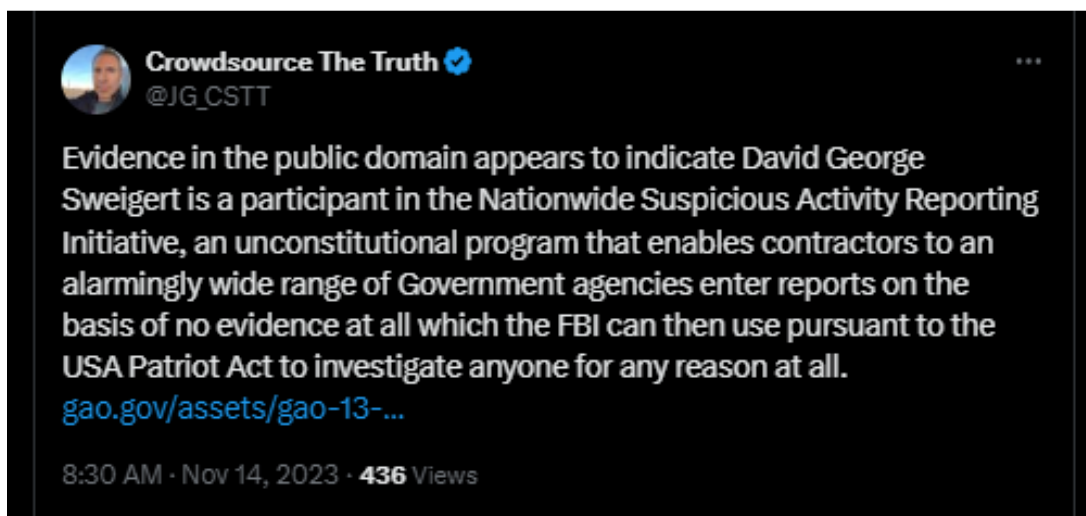 Crowdsource The Truth
@JG_CSTT
Evidence in the public domain appears to indicate David George
Sweigert is a participant in the Nationwide Suspicious Activity Reporting
Initiative, an unconstitutional program that enables contractors to an
alarmingly wide range of Government agencies enter reports on the
basis of no evidence at all which the FBI can then use pursuant to the
USA Patriot Act to investigate anyone for any reason at all.
gao.gov/assets/gao-13-...
8:30 AM · Nov 14, 2023 · 436 Views